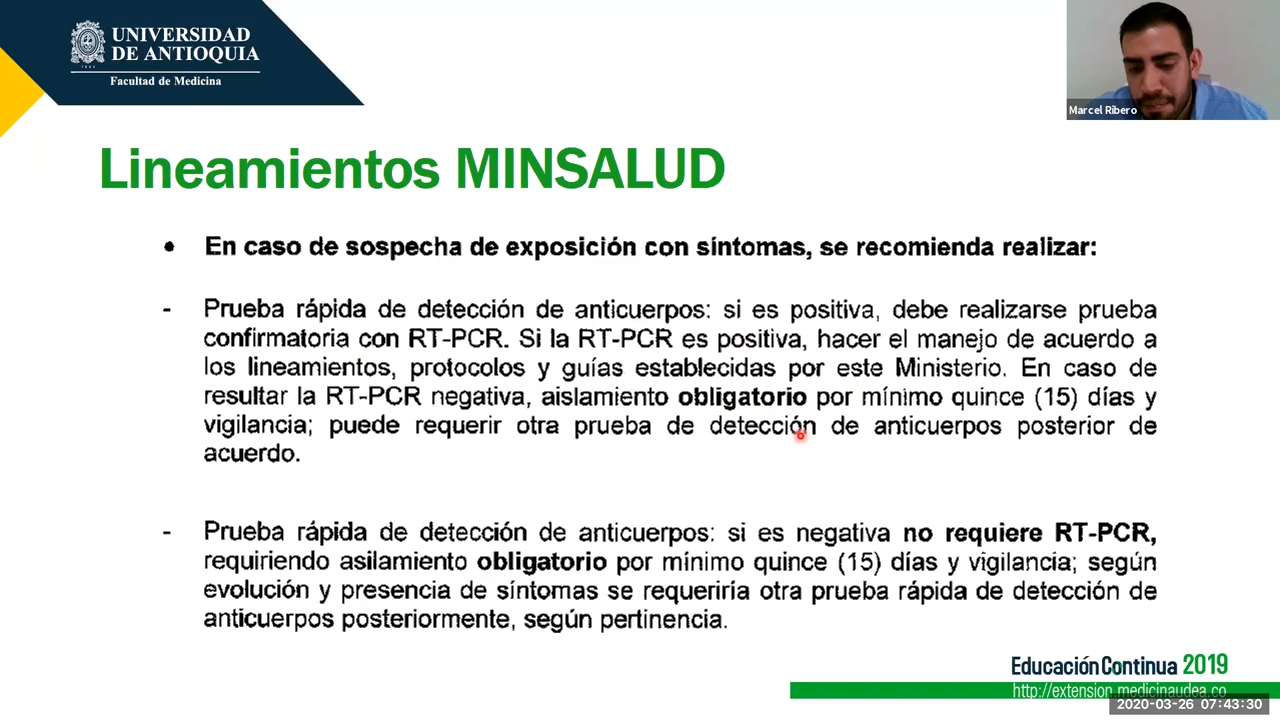 UNIVERSIDAD
DE ANTIOQUIA
1803
Facultad de Medicina
Marcel Ribero
Lineamientos MINSALUD
• En caso de sospecha de exposición con síntomas, se recomienda realizar:
- Prueba rápida de detección de anticuerpos: si es positiva, debe realizarse prueba
confirmatoria con RT-PCR. Si la RT-PCR es positiva, hacer el manejo de acuerdo a
los lineamientos, protocolos y guías establecidas por este Ministerio. En caso de
resultar la RT-PCR negativa, aislamiento obligatorio por mínimo quince (15) días y
vigilancia; puede requerir otra prueba de detección de anticuerpos posterior de
acuerdo.
- Prueba rápida de detección de anticuerpos: si es negativa no requiere RT-PCR,
requiriendo asilamiento obligatorio por mínimo quince (15) días y vigilancia; según
evolución y presencia de síntomas se requeriría otra prueba rápida de detección de
anticuerpos posteriormente, según pertinencia.
Educación Continua 2019
http://extension.medicinaudea.co
2020-03-26 07:43:30